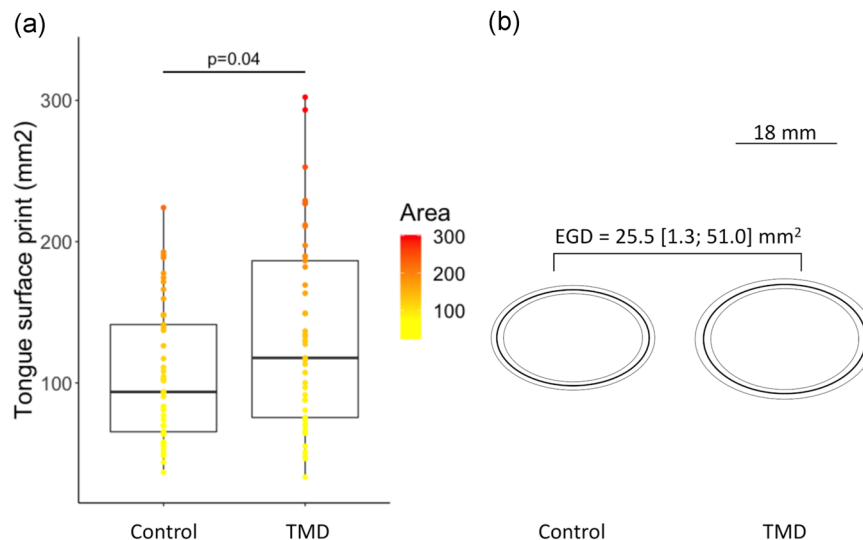 (a)
(b)
p=0.04
Tongue surface print (mm2)
300
200
100
Area
300
200
100
Control
TMD
18 mm
EGD = 25.5 [1.3; 51.0] mm²
Control
TMD